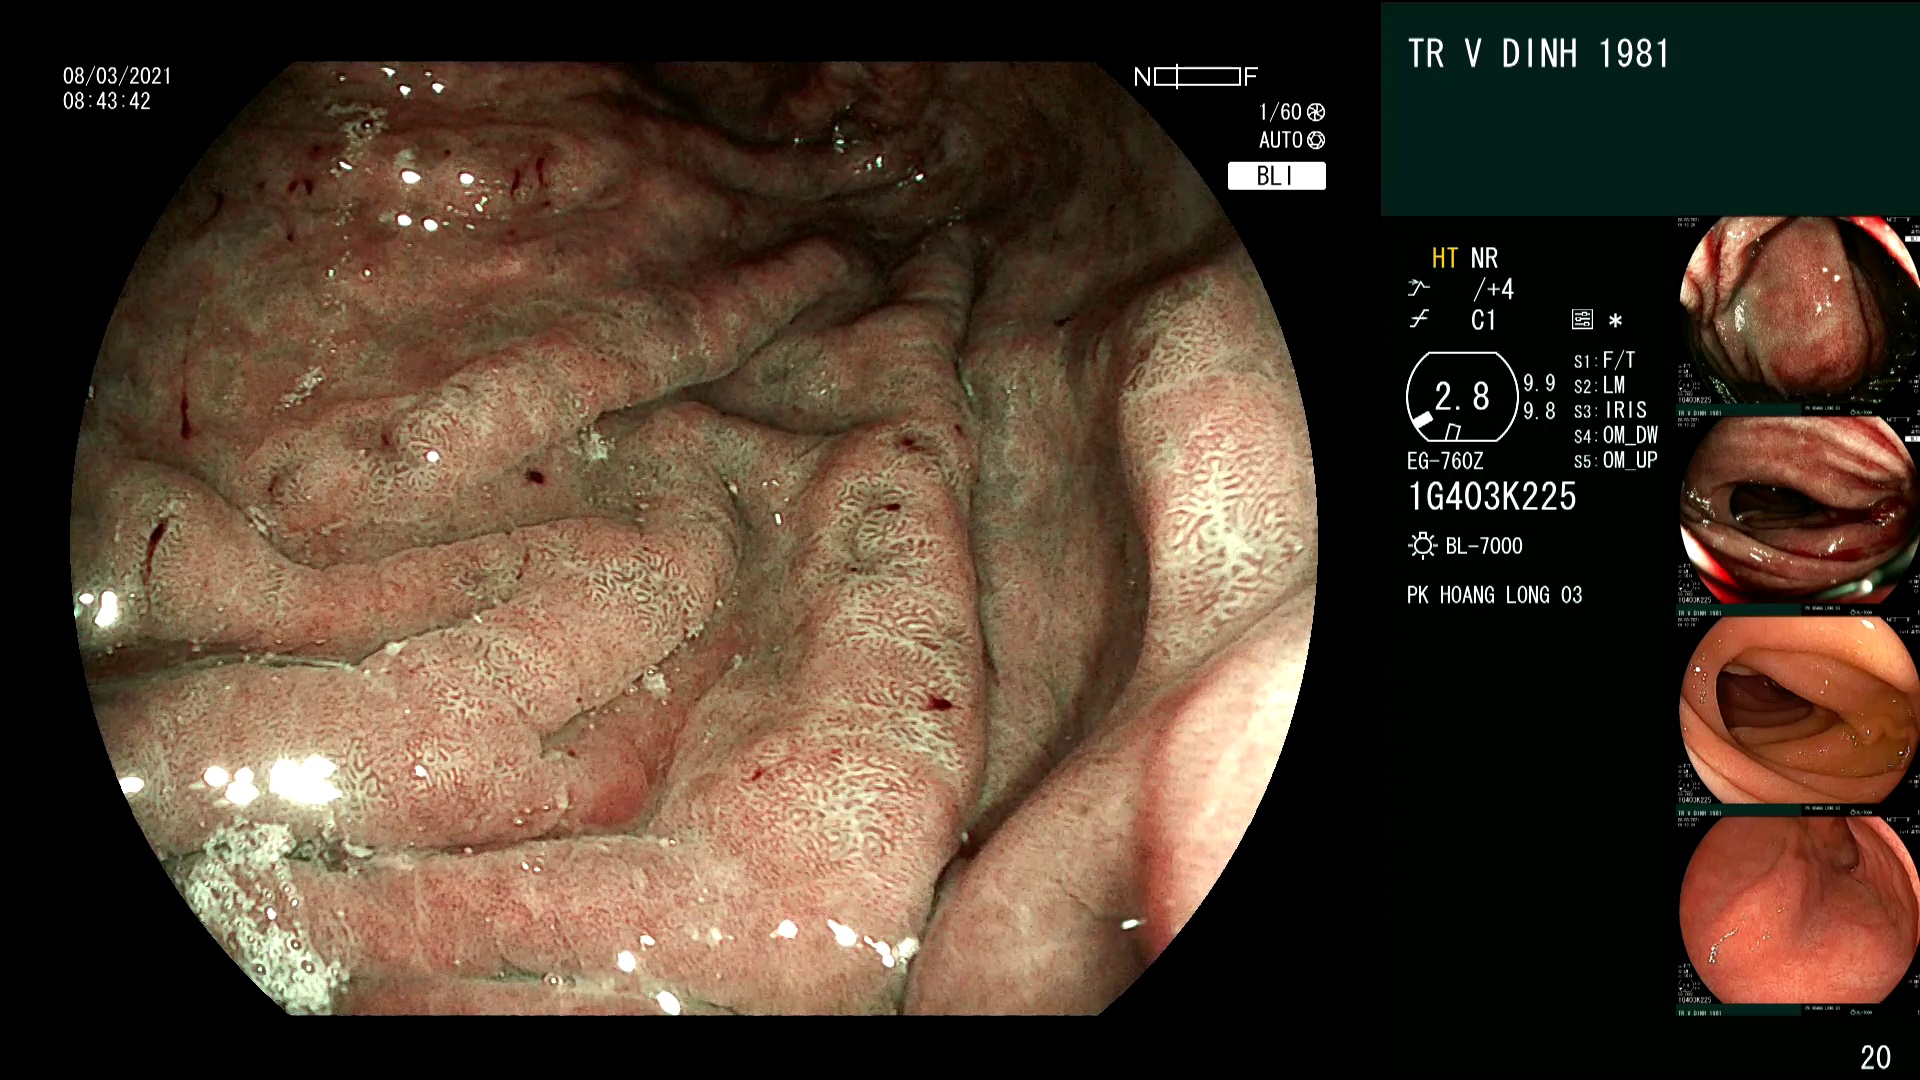 08/03/2021
08:43:42
N F
1/60
AUTO
BLI
TR V DINH 1981
HT NR
/+4
C1
*
2.8
9.9
9.8
S1:F/T
S2:LM
S3:IRIS
S4:OM_DW
S5:OM_UP
EG-760Z
1G403K225
BL-7000
PK HOANG LONG 03
20